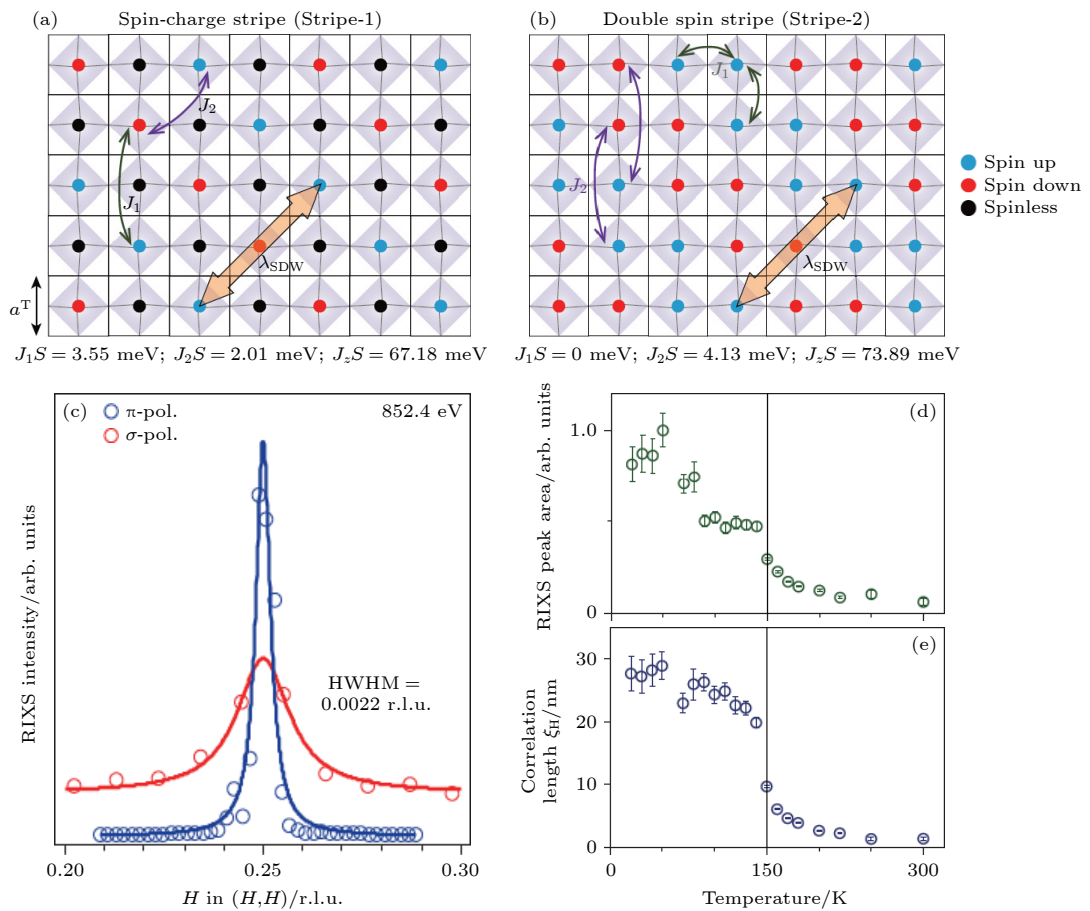 (a) Spin-charge stripe (Stripe-1)
J₂
J₁
λSDW
aᵀ
J₁S = 3.55 meV; J₂S = 2.01 meV; J_zS = 67.18 meV
(b) Double spin stripe (Stripe-2)
J₁
J₂
λSDW
J₁S = 0 meV; J₂S = 4.13 meV; J_zS = 73.89 meV
Spin up
Spin down
Spinless
(c) π-pol. 852.4 eV
σ-pol.
HWHM =
0.0022 r.l.u.
RIXS intensity/arb. units
0.20 0.25 0.30
H in (H,H)/r.l.u.
(d)
RIXS peak area/arb. units
1.0
0.5
0
(e)
Correlation
length ξH/nm
30
20
10
0
0 150 300
Temperature/K